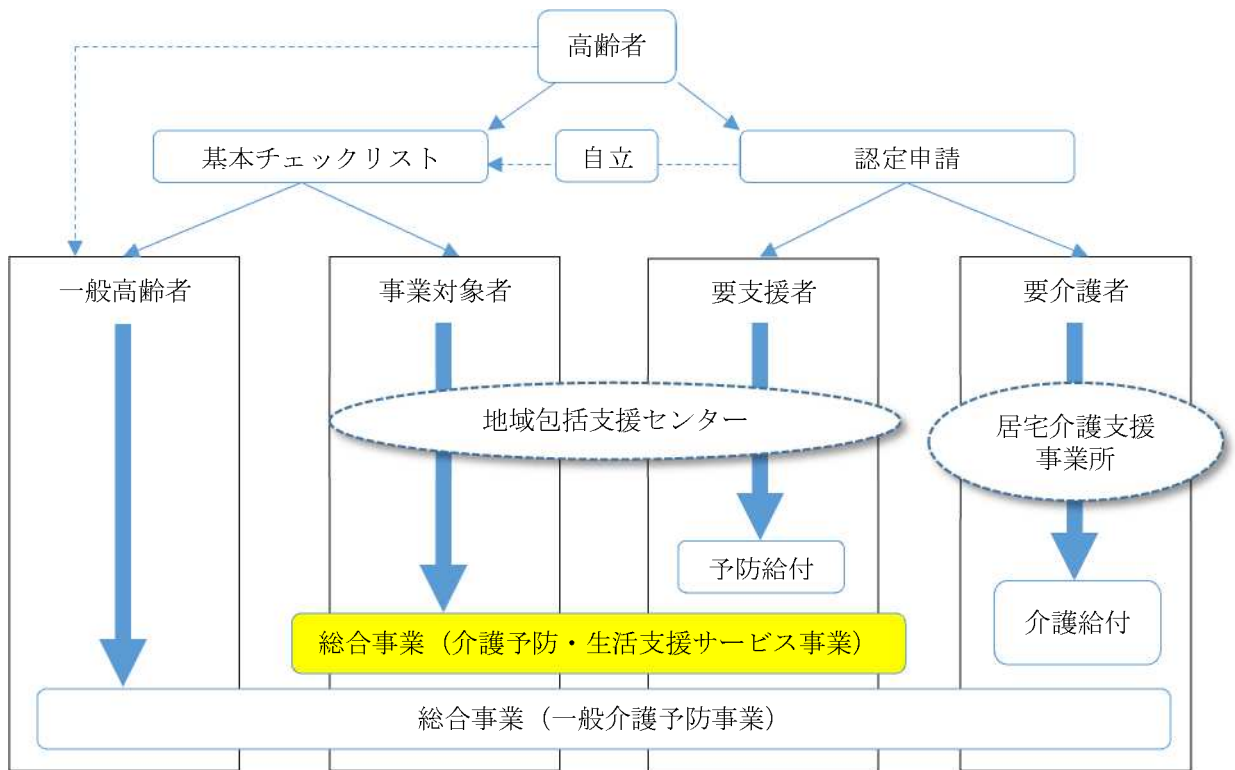 高齢者
基本チェックリスト
自立
認定申請
一般高齢者
事業対象者
要支援者
要介護者
地域包括支援センター
居宅介護支援
事業所
予防給付
介護給付
総合事業（介護予防・生活支援サービス事業）
総合事業（一般介護予防事業）